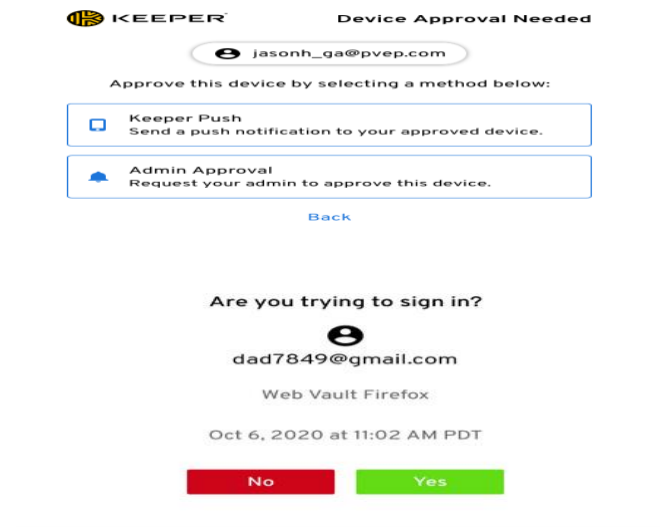 KEEPER
Device Approval Needed
jasonh_ga@pvep.com
Approve this device by selecting a method below:
Keeper Push
Send a push notification to your approved device.
Admin Approval
Request your admin to approve this device.
Back
Are you trying to sign in?
dad7849@gmail.com
Web Vault Firefox
Oct 6, 2020 at 11:02 AM PDT
No
Yes